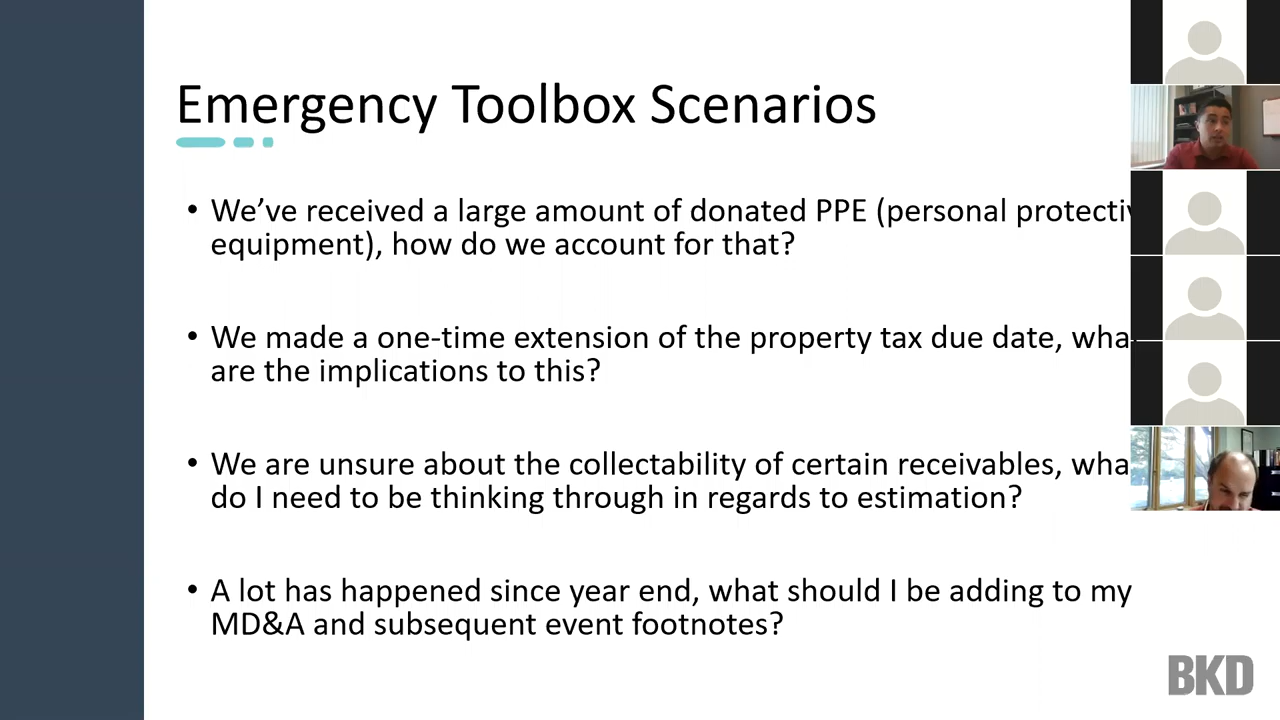 Emergency Toolbox Scenarios
• We’ve received a large amount of donated PPE (personal protectiv
equipment), how do we account for that?
• We made a one-time extension of the property tax due date, wha
are the implications to this?
• We are unsure about the collectability of certain receivables, wha
do I need to be thinking through in regards to estimation?
• A lot has happened since year end, what should I be adding to my
MD&A and subsequent event footnotes?
BKD